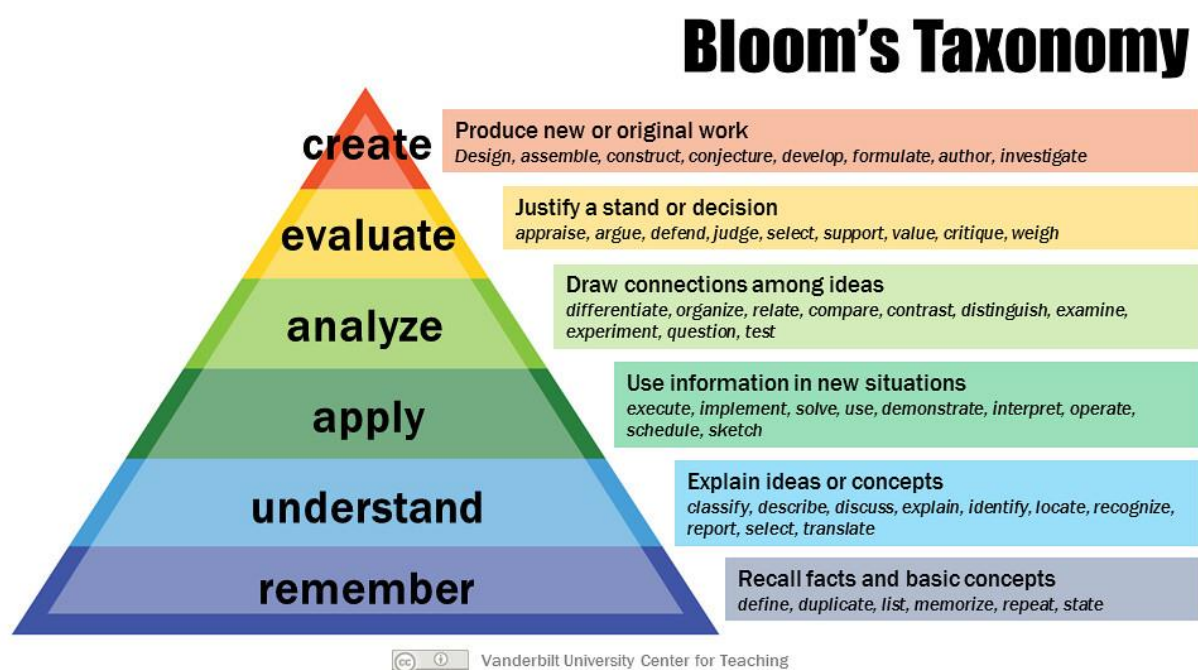 Bloom's Taxonomy
create
Produce new or original work
Design, assemble, construct, conjecture, develop, formulate, author, investigate
evaluate
Justify a stand or decision
appraise, argue, defend, judge, select, support, value, critique, weigh
analyze
Draw connections among ideas
differentiate, organize, relate, compare, contrast, distinguish, examine,
experiment, question, test
apply
Use information in new situations
execute, implement, solve, use, demonstrate, interpret, operate,
schedule, sketch
understand
Explain ideas or concepts
classify, describe, discuss, explain, identify, locate, recognize,
report, select, translate
remember
Recall facts and basic concepts
define, duplicate, list, memorize, repeat, state
cc Vanderbilt University Center for Teaching